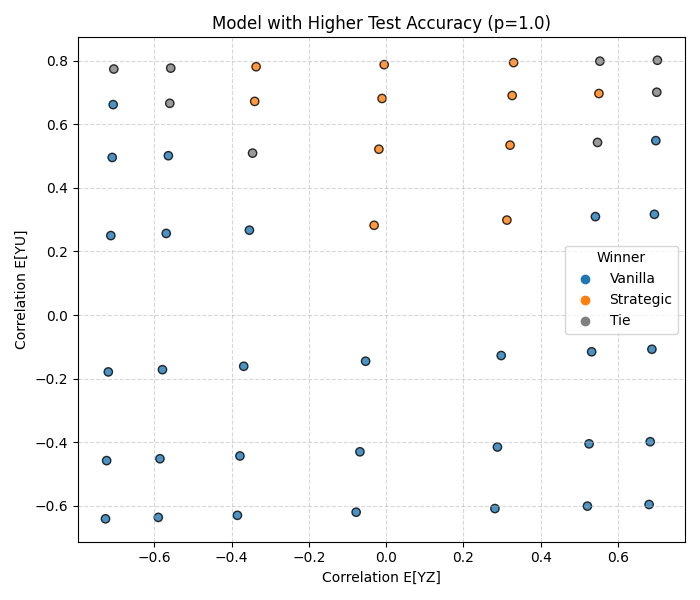 Model with Higher Test Accuracy (p=1.0)
Correlation E[YU]
0.8
0.6
0.4
0.2
0.0
−0.2
−0.4
−0.6
Winner
Vanilla
Strategic
Tie
−0.6
−0.4
−0.2
0.0
0.2
0.4
0.6
Correlation E[YZ]